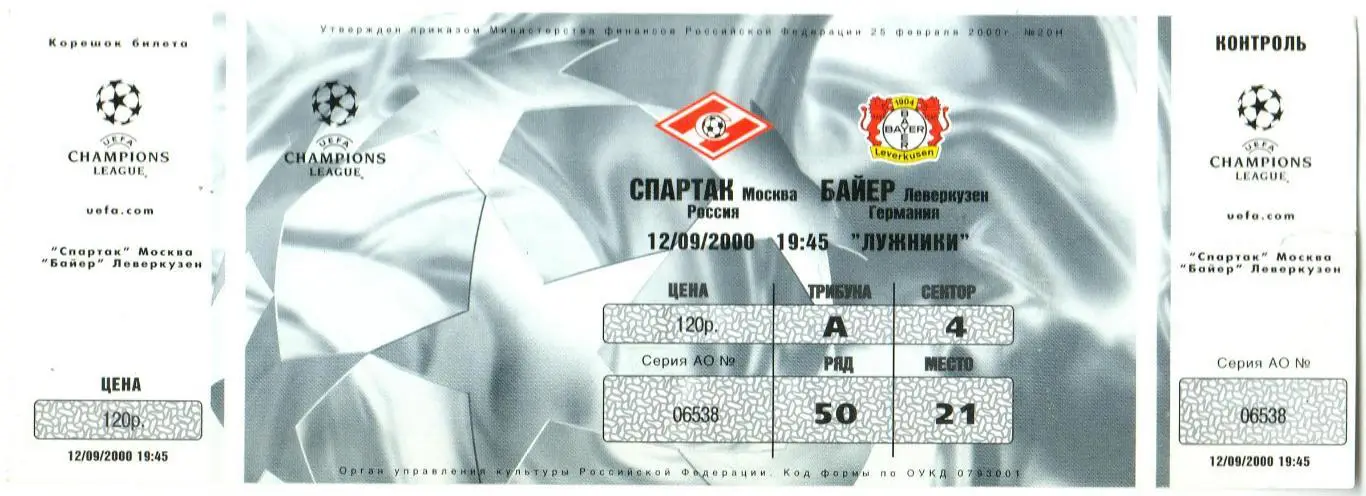 Корешок билета
UEFA
CHAMPIONS
LEAGUE
uefa.com
"Спартак" Москва
"Байер" Леверкузен
ЦЕНА
120р.
12/09/2000 19:45
Утвержден приказом Министерства финансов Российской Федерации 25 февраля 2000г. №20Н
UEFA
CHAMPIONS
LEAGUE
1904
BAYER
BAYER
Leverkusen
СПАРТАК Москва БАЙЕР Леверкузен
Россия Германия
12/09/2000 19:45 "ЛУЖНИКИ"
ЦЕНА ТРИБУНА СЕКТОР
120р. А 4
Серия АО № РЯД МЕСТО
06538 50 21
Орган управления культуры Российской Федерации. Код формы по ОУКД 0793001
КОНТРОЛЬ
UEFA
CHAMPIONS
LEAGUE
uefa.com
"Спартак" Москва
"Байер" Леверкузен
Серия АО №
06538
12/09/2000 19:45